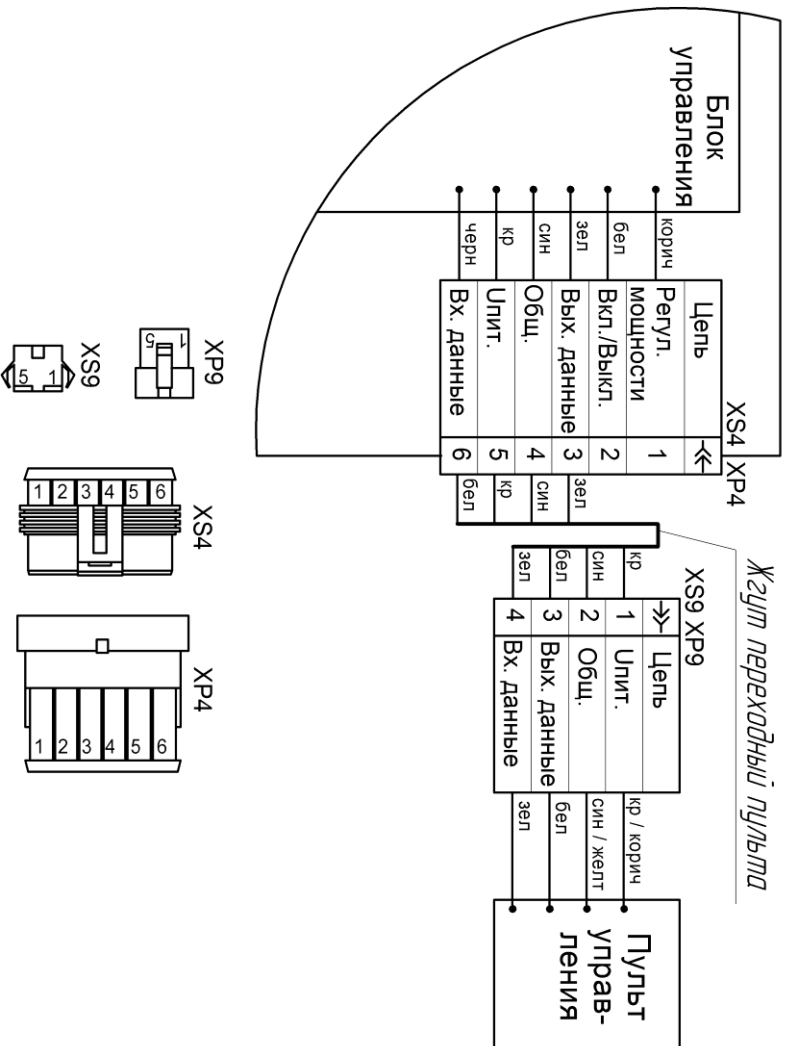 Блок
управления
корич
бел
зел
син
кр
черн
XS4 XP4
Цепь
Регул.
мощности
1
Вкл./Выкл.
2
Вых. данные
3
Общ.
4
Uпит.
5
Вх. данные
6
зел
син
кр
бел
Жгут переходный пульта
кр
син
бел
зел
XS9 XP9
Цепь
1 Uпит.
2 Общ.
3 Вых. данные
4 Вх. данные
кр / корич
син / желт
бел
зел
Пульт
управ-
ления
XP9
1
5
XS9
5 1
XS4
1 2 3 4 5 6
XP4
1 2 3 4 5 6